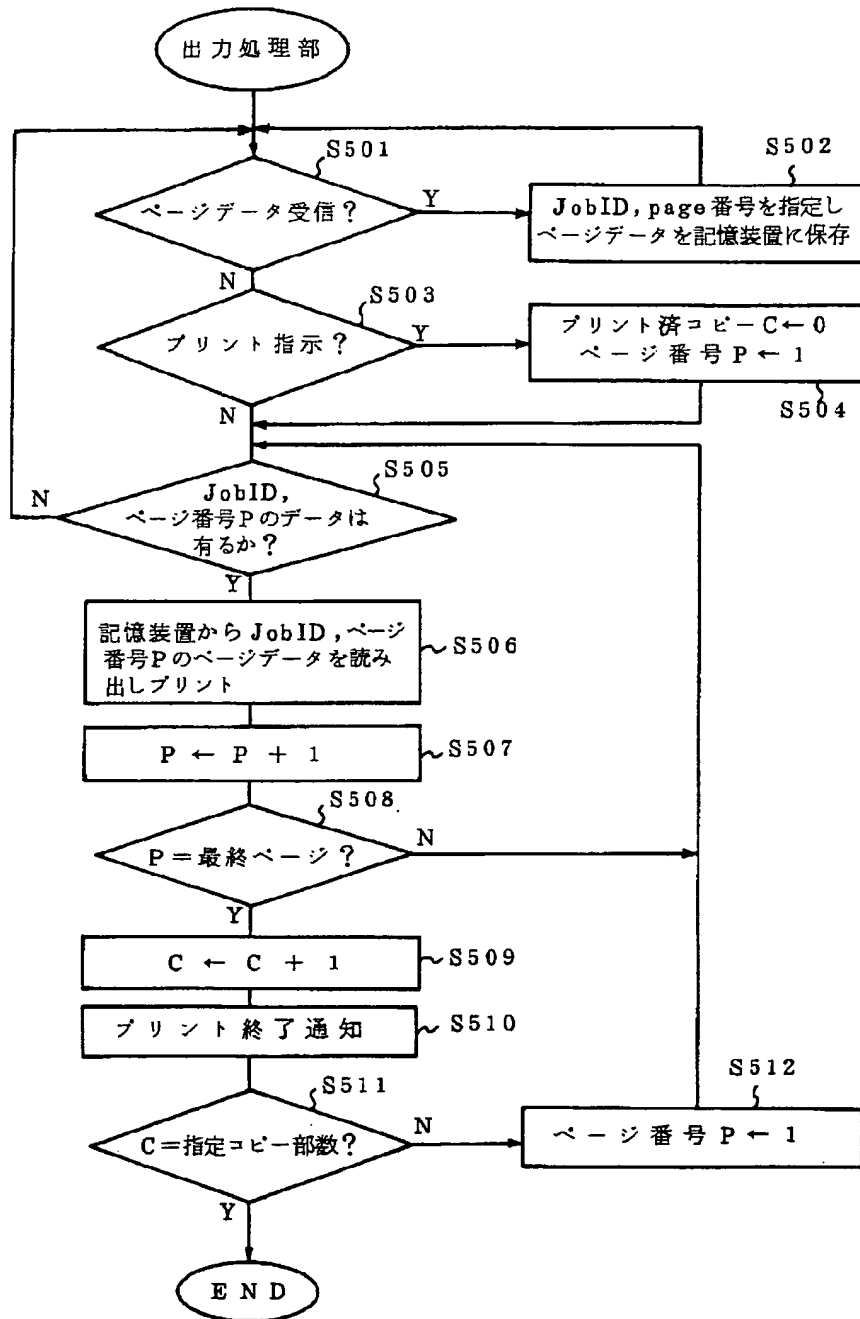 出力処理部
S501
ページデータ受信?
Y
N
S502
JobID,page番号を指定し
ページデータを記憶装置に保存
S503
プリント指示?
Y
N
プリント済コピーC←0
ページ番号P←1
S504
S505
JobID,
ページ番号Pのデータは
有るか?
N
Y
記憶装置からJobID,ページ
番号Pのページデータを読み
出しプリント
S506
P ← P + 1
S507
S508
P=最終ページ?
N
Y
C ← C + 1
S509
プリント終了通知
S510
S511
C=指定コピー部数?
N
Y
S512
ページ番号P←1
END